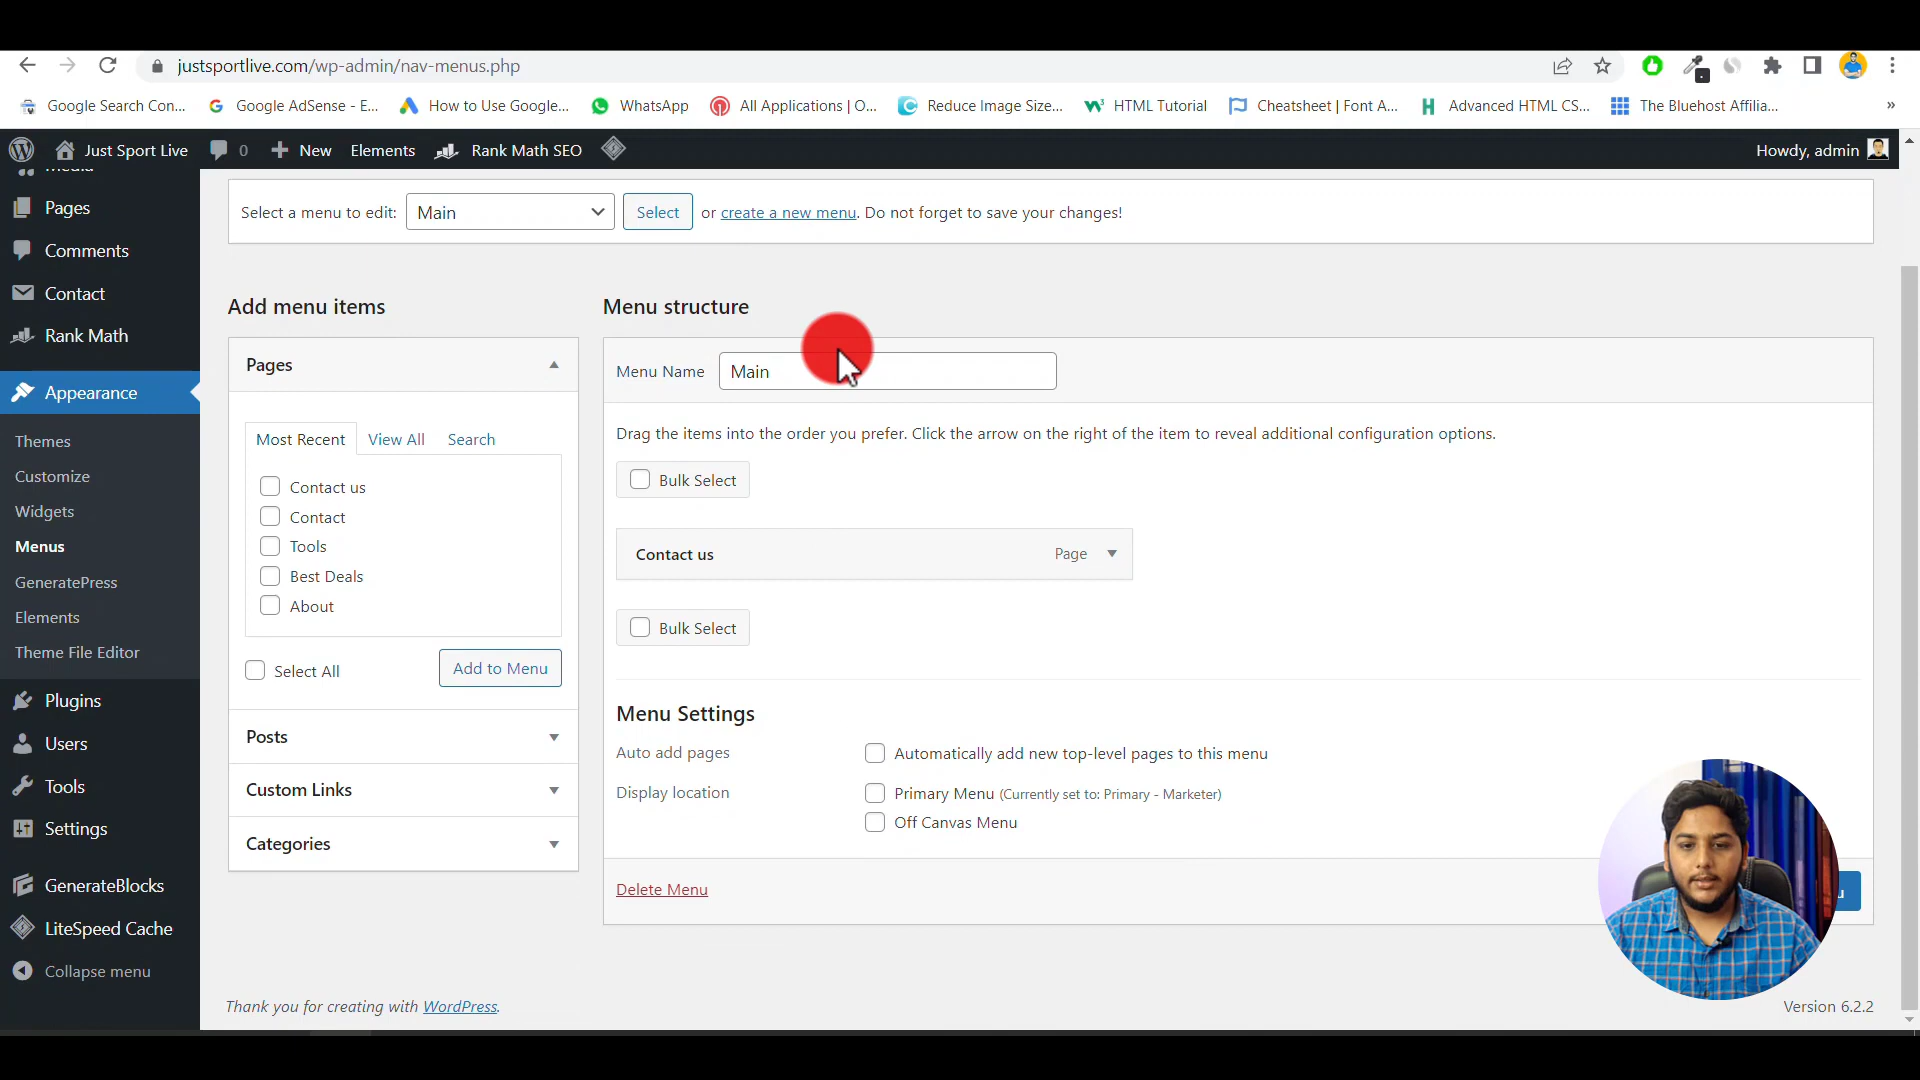 justsportlive.com/wp-admin/nav-menus.php
Google Search Con... Google AdSense - E... How to Use Google... WhatsApp All Applications | O... Reduce Image Size... HTML Tutorial Cheatsheet | Font A... Advanced HTML CS... The Bluehost Affilia... »
Just Sport Live 0 New Elements Rank Math SEO Howdy, admin
Media
Pages
Comments
Contact
Rank Math
Appearance
Themes
Customize
Widgets
Menus
GeneratePress
Elements
Theme File Editor
Plugins
Users
Tools
Settings
GenerateBlocks
LiteSpeed Cache
Collapse menu
Select a menu to edit: Main Select or create a new menu. Do not forget to save your changes!
Add menu items
Pages
Most Recent View All Search
Contact us
Contact
Tools
Best Deals
About
Select All Add to Menu
Posts
Custom Links
Categories
Menu structure
Menu Name Main
Drag the items into the order you prefer. Click the arrow on the right of the item to reveal additional configuration options.
Bulk Select
Contact us Page
Bulk Select
Menu Settings
Auto add pages Automatically add new top-level pages to this menu
Display location Primary Menu (Currently set to: Primary - Marketer)
Off Canvas Menu
Delete Menu
Thank you for creating with WordPress.
Version 6.2.2